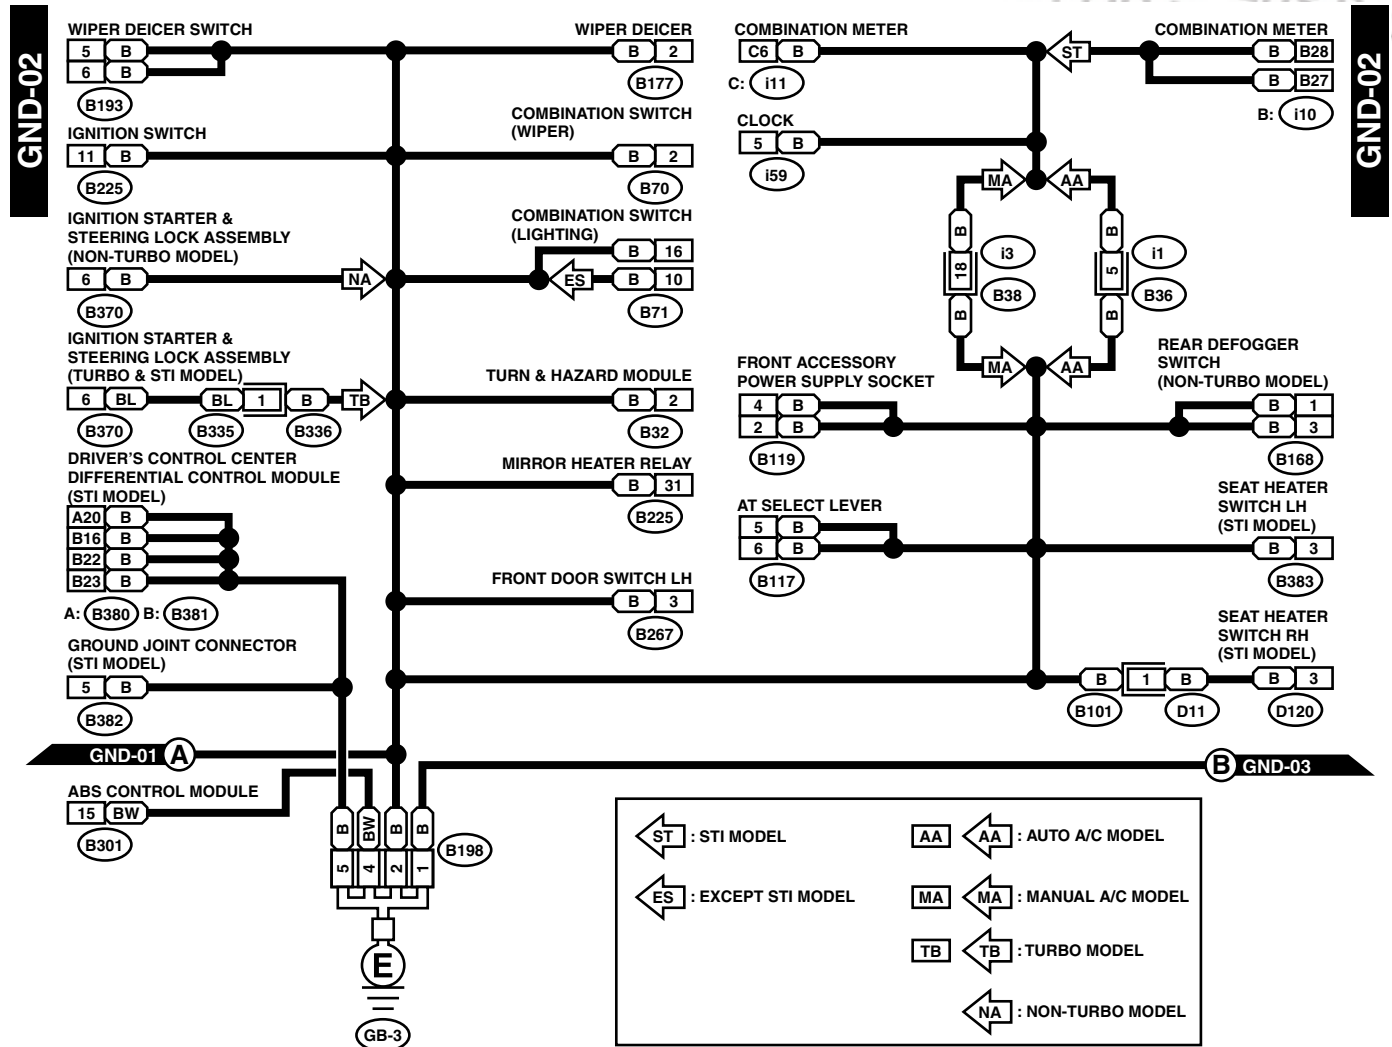 GND-02
WIPER DEICER SWITCH
5 B
6 B
B193
IGNITION SWITCH
11 B
B225
IGNITION STARTER &
STEERING LOCK ASSEMBLY
(NON-TURBO MODEL)
6 B
NA
B370
IGNITION STARTER &
STEERING LOCK ASSEMBLY
(TURBO & STI MODEL)
6 BL
BL 1 B
TB
B370
B335
B336
DRIVER'S CONTROL CENTER
DIFFERENTIAL CONTROL MODULE
(STI MODEL)
A20 B
B16 B
B22 B
B23 B
A: B380 B: B381
GROUND JOINT CONNECTOR
(STI MODEL)
5 B
B382
GND-01 A
ABS CONTROL MODULE
15 BW
B301
WIPER DEICER
B 2
B177
COMBINATION SWITCH
(WIPER)
B 2
B70
COMBINATION SWITCH
(LIGHTING)
B 16
ES
B 10
B71
TURN & HAZARD MODULE
B 2
B32
MIRROR HEATER RELAY
B 31
B225
FRONT DOOR SWITCH LH
B 3
B267
B BW B B
5 4 2 1
B198
E
GB-3
COMBINATION METER
C6 B
C: i11
CLOCK
5 B
i59
ST
COMBINATION METER
B B28
B B27
B: i10
MA AA
B B
18 5
i3 i1
B38 B36
B B
MA AA
FRONT ACCESSORY
POWER SUPPLY SOCKET
4 B
2 B
B119
AT SELECT LEVER
5 B
6 B
B117
REAR DEFOGGER
SWITCH
(NON-TURBO MODEL)
B 1
B 3
B168
SEAT HEATER
SWITCH LH
(STI MODEL)
B 3
B383
SEAT HEATER
SWITCH RH
(STI MODEL)
B 1 B
B 3
B101
D11
D120
B GND-03
ST : STI MODEL
ES : EXCEPT STI MODEL
AA AA : AUTO A/C MODEL
MA MA : MANUAL A/C MODEL
TB TB : TURBO MODEL
NA : NON-TURBO MODEL
GND-02